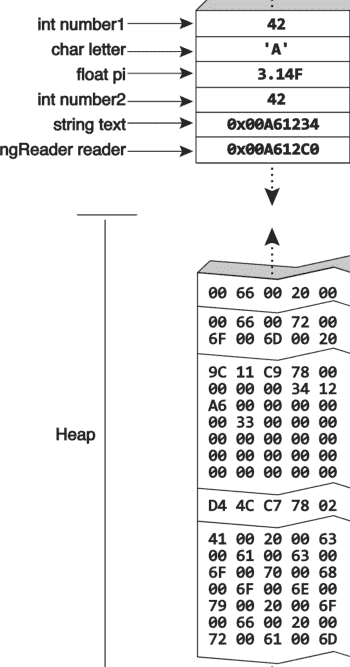 int number1 42
char letter 'A'
float pi 3.14F
int number2 42
string text 0x00A61234
ngReader reader 0x00A612C0
00 66 00 20 00
00 66 00 72 00
6F 00 6D 00 20
9C 11 C9 78 00
00 00 00 34 12
A6 00 00 00 00
00 33 00 00 00
00 00 00 00 00
00 00 00 00 00
00 00 00 00 00
Heap
D4 4C C7 78 02
41 00 20 00 63
00 61 00 63 00
6F 00 70 00 68
00 6F 00 6E 00
79 00 20 00 6F
00 66 00 20 00
72 00 61 00 6D